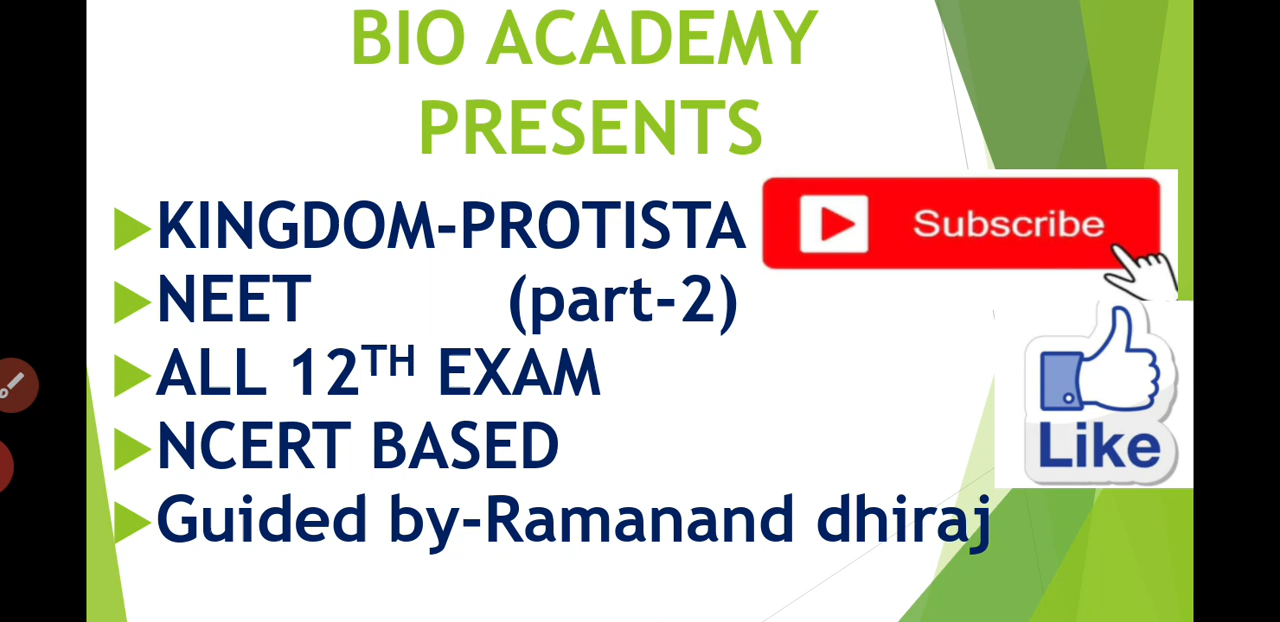 BIO ACADEMY
PRESENTS
KINGDOM-PROTISTA
Subscribe
NEET (part-2)
ALL 12TH EXAM
Like
NCERT BASED
Guided by-Ramanand dhiraj